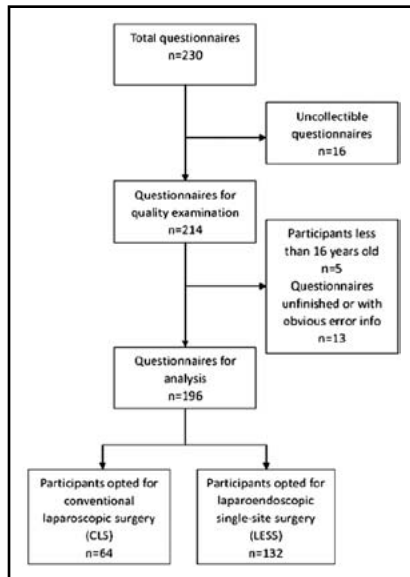 Total questionnaires
n=230
Uncollectible
questionnaires
n=16
Questionnaires for
quality examination
n=214
Participants less
than 16 years old
n=5
Questionnaires
unfinished or with
obvious error info
n=13
Questionnaires for
analysis
n=196
Participants opted for
conventional
laparoscopic surgery
(CLS)
n=64
Participants opted for
laparoendoscopic
single-site surgery
(LESS)
n=132